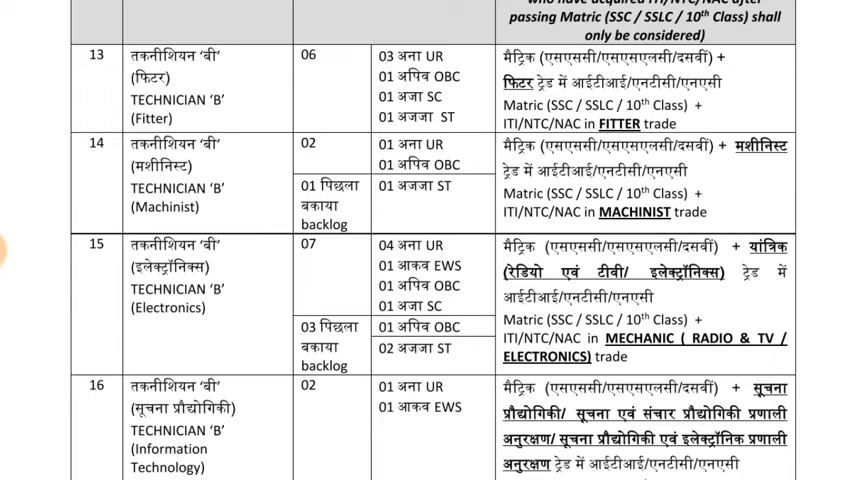 who have acquired ITI/NTC/NAC after
passing Matric (SSC / SSLC / 10th Class) shall
only be considered)
13
तकनीशियन 'बी'
(फिटर)
TECHNICIAN 'B'
(Fitter)
06
03 अना UR
01 अपिव OBC
01 अजा SC
01 अजजा ST
मैट्रिक (एसएससी/एसएसएलसी/दसवीं) +
फिटर ट्रेड में आईटीआई/एनटीसी/एनएसी
Matric (SSC / SSLC / 10th Class) +
ITI/NTC/NAC in FITTER trade
14
तकनीशियन 'बी'
(मशीनिस्ट)
TECHNICIAN 'B'
(Machinist)
02
01 अना UR
01 अपिव OBC
01 पिछला
बकाया
backlog
01 अजजा ST
मैट्रिक (एसएससी/एसएसएलसी/दसवीं) + मशीनिस्ट
ट्रेड में आईटीआई/एनटीसी/एनएसी
Matric (SSC / SSLC / 10th Class) +
ITI/NTC/NAC in MACHINIST trade
15
तकनीशियन 'बी'
(इलेक्ट्रॉनिक्स)
TECHNICIAN 'B'
(Electronics)
07
04 अना UR
01 आकव EWS
01 अपिव OBC
01 अजा SC
03 पिछला
बकाया
backlog
01 अपिव OBC
02 अजजा ST
मैट्रिक (एसएससी/एसएसएलसी/दसवीं) + यांत्रिक
(रेडियो एवं टीवी/ इलेक्ट्रॉनिक्स) ट्रेड में
आईटीआई/एनटीसी/एनएसी
Matric (SSC / SSLC / 10th Class) +
ITI/NTC/NAC in MECHANIC ( RADIO & TV /
ELECTRONICS) trade
16
तकनीशियन 'बी'
(सूचना प्रौद्योगिकी)
TECHNICIAN 'B'
(Information
Technology)
02
01 अना UR
01 आकव EWS
मैट्रिक (एसएससी/एसएसएलसी/दसवीं) + सूचना
प्रौद्योगिकी/ सूचना एवं संचार प्रौद्योगिकी प्रणाली
अनुरक्षण/ सूचना प्रौद्योगिकी एवं इलेक्ट्रॉनिक प्रणाली
अनुरक्षण ट्रेड में आईटीआई/एनटीसी/एनएसी